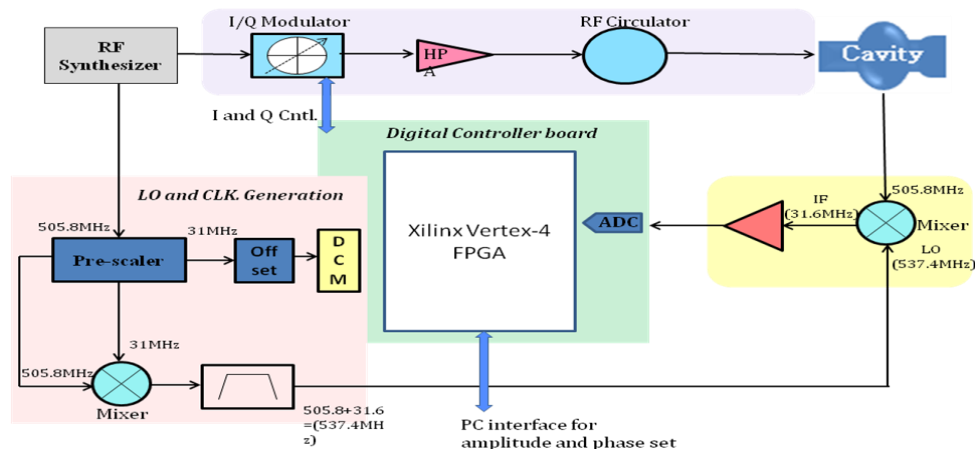 I/Q Modulator
RF Circulator
RF
Synthesizer
HP
A
Cavity
I and Q Cntl.
Digital Controller board
LO and CLK. Generation
505.8MHz
IF
(31.6MHz)
Mixer
LO
(537.4MHz)
ADC
Xilinx Vertex-4
FPGA
505.8MHz
31MHz
Pre-scaler
Off
set
D
C
M
31MHz
505.8MHz
Mixer
505.8+31.6
=(537.4MH
z)
PC interface for
amplitude and phase set